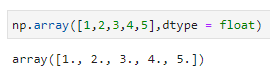 np.array([1,2,3,4,5],dtype = float)
array([1., 2., 3., 4., 5.])